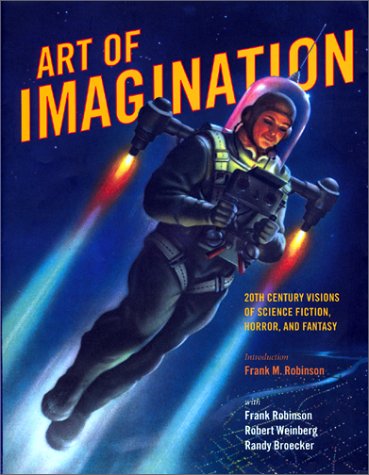 ART OF
IMAGINATION
20TH CENTURY VISIONS
OF SCIENCE FICTION,
HORROR, AND FANTASY
Introduction
Frank M. Robinson
with
Frank Robinson
Robert Weinberg
Randy Broecker